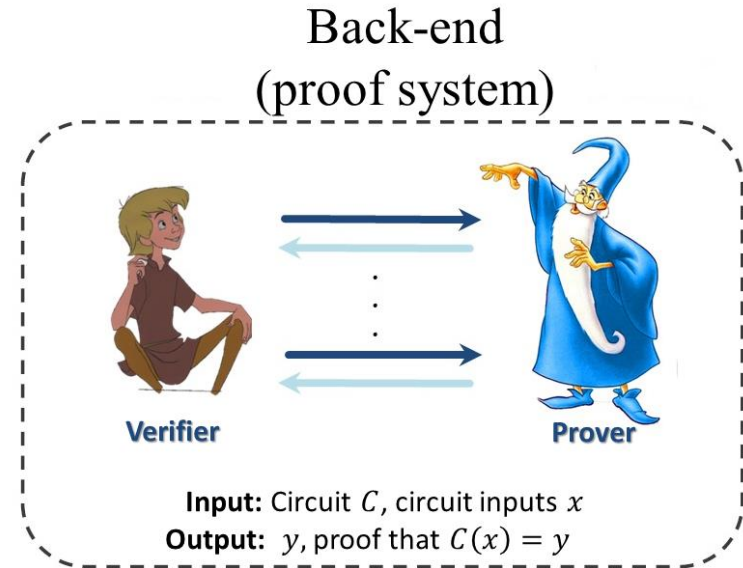 Back-end
(proof system)
Verifier
Prover
Input: Circuit C, circuit inputs x
Output: y, proof that C(x) = y